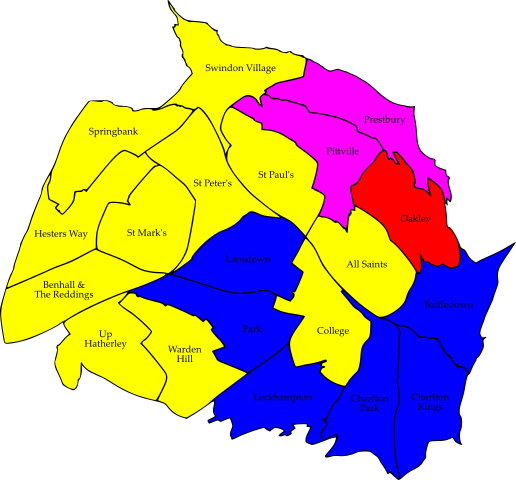 Swindon Village
Prestbury
Springbank
Pittville
St Paul's
St Peter's
Oakley
Hesters Way
St Mark's
Lansdown
All Saints
Benhall &
The Reddings
Battledown
Park
College
Up
Hatherley
Warden
Hill
Leckhampton
Charlton
Park
Charlton
Kings